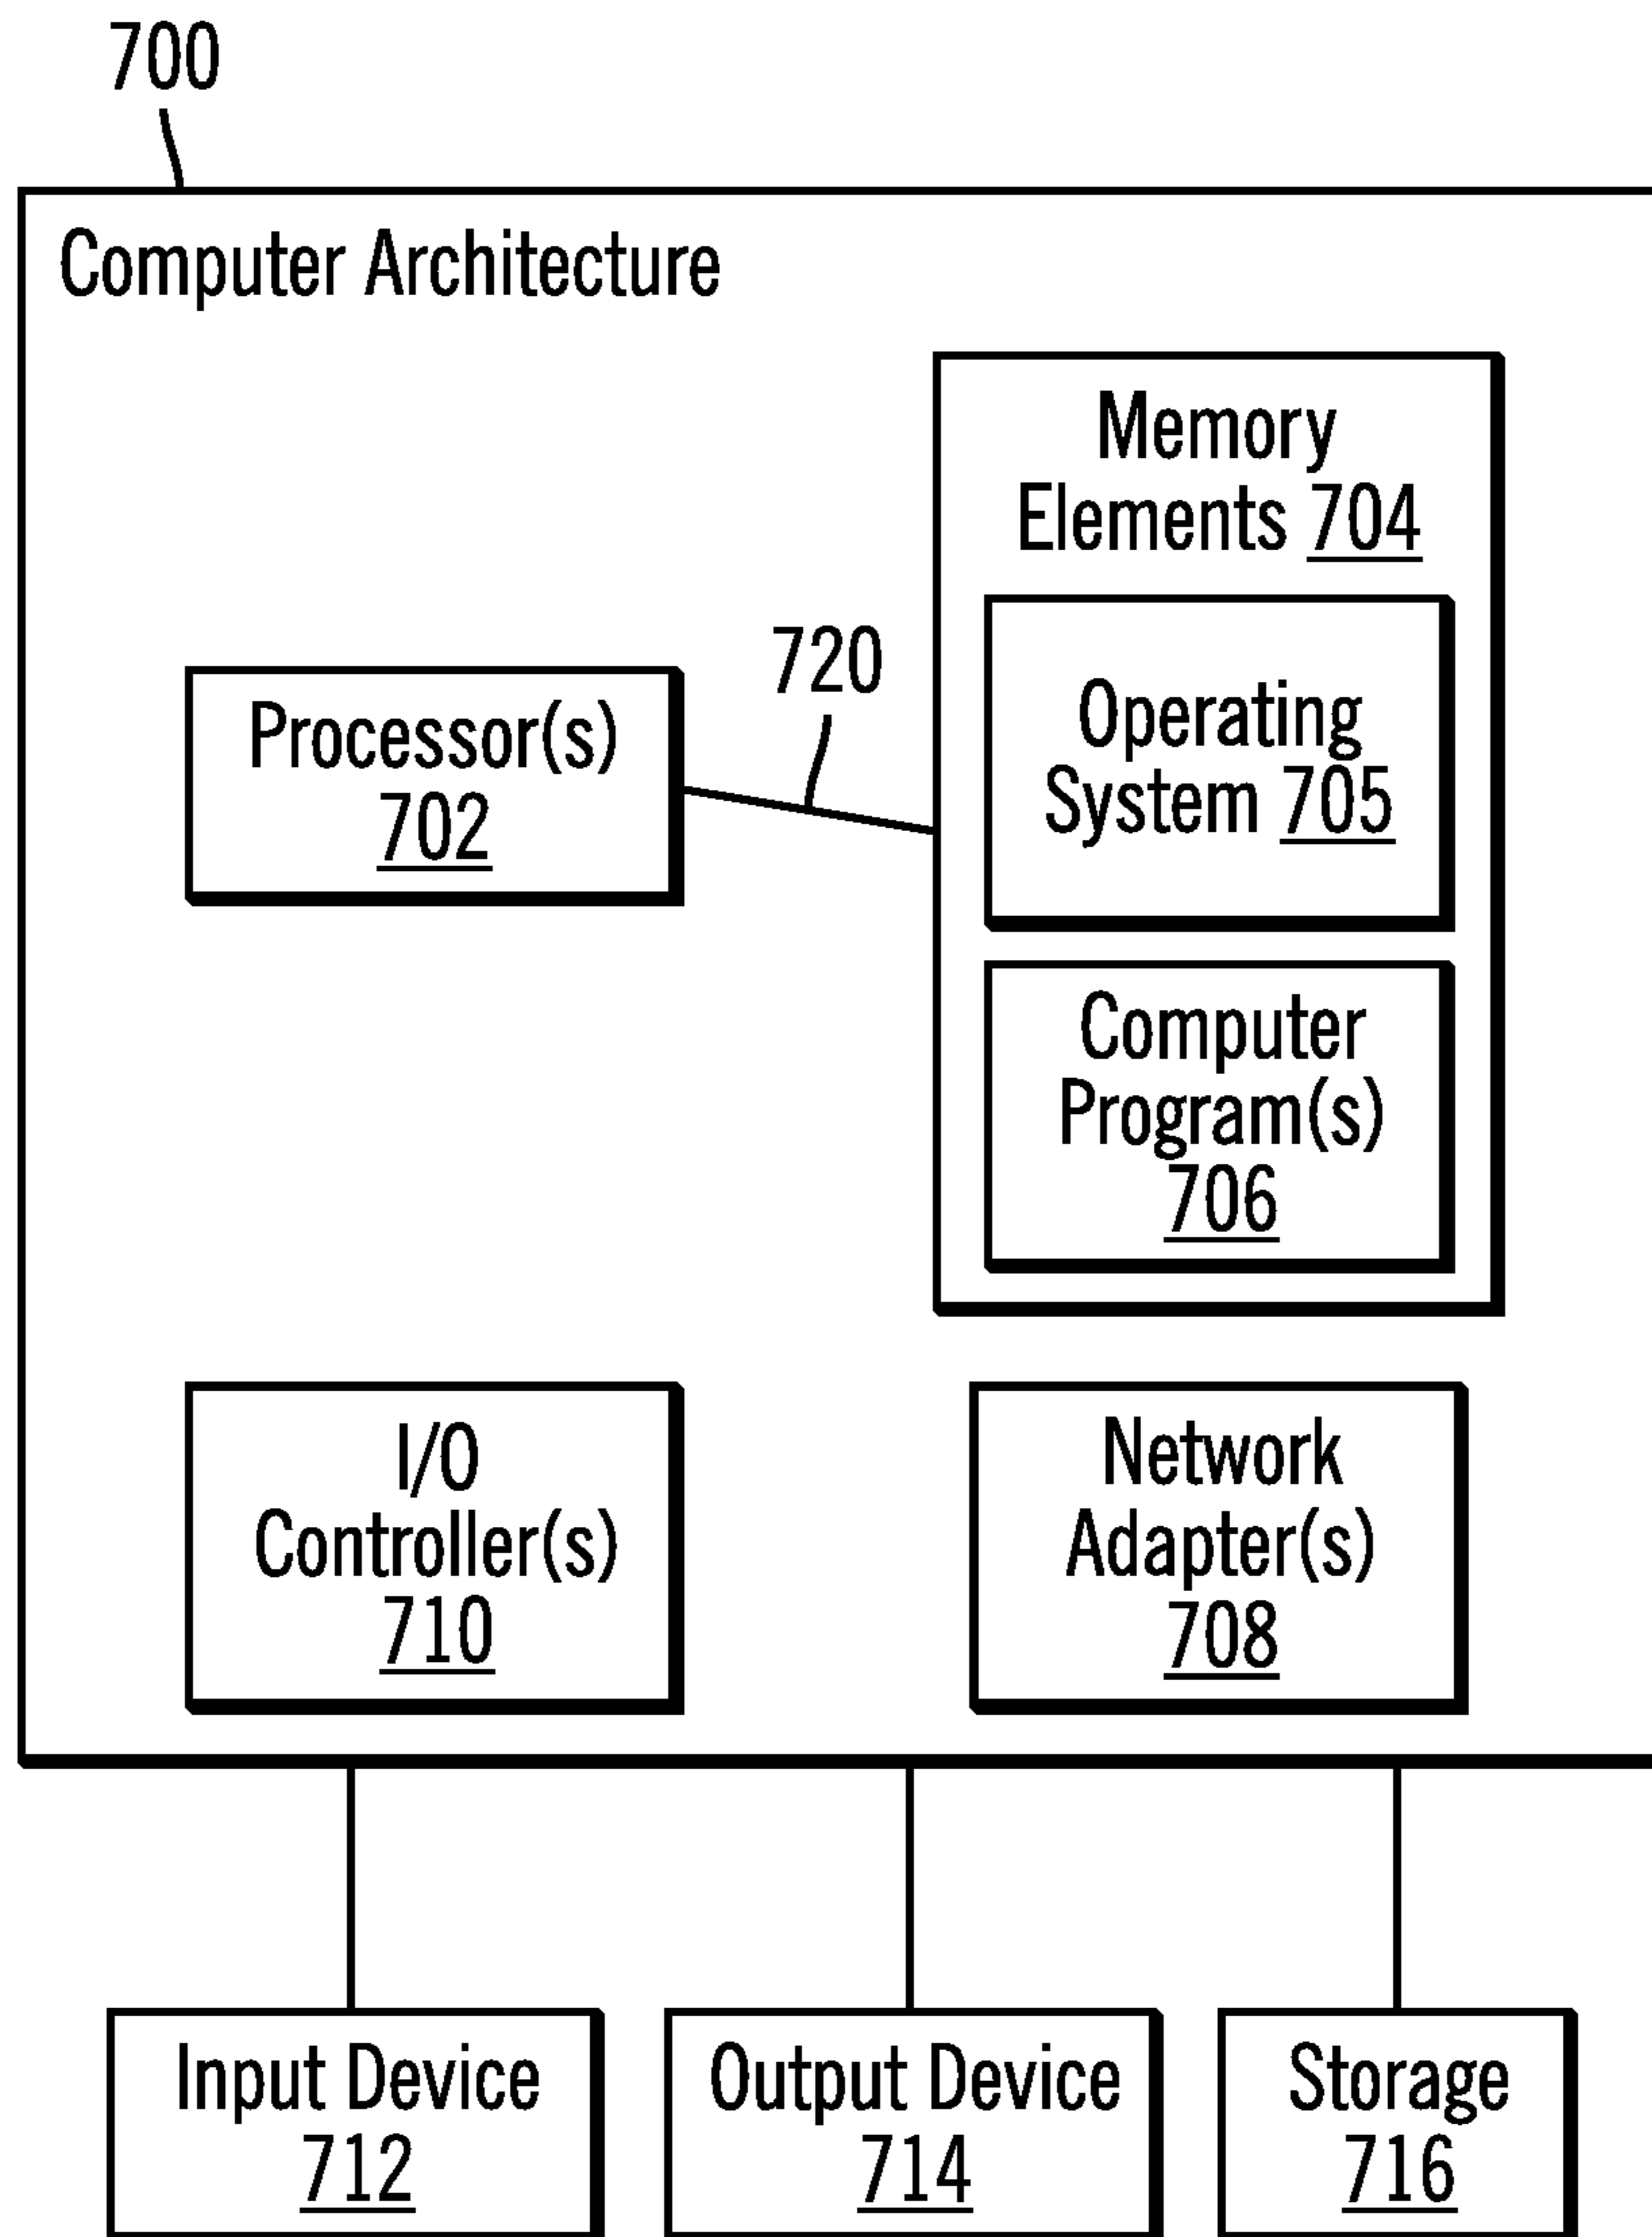 700
Computer Architecture
Memory
Elements 704
720
Operating
System 705
Processor(s)
702
Computer
Program(s)
706
I/O
Controller(s)
710
Network
Adapter(s)
708
Input Device
712
Output Device
714
Storage
716